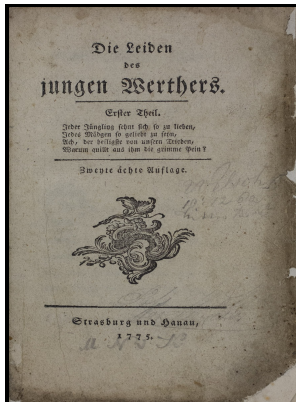 Die Leiden
des
jungen Werthers.
Erster Theil.
Jeder Jüngling sehnt sich, so zu lieben,
Jedes Mädgen so geliebt zu seyn,
Ach, der heiligste von unsern Trieben,
Warum quillt aus ihm die grimme Pein?
Zweyte ächte Auflage.
Strasburg und Hanau,
1775.